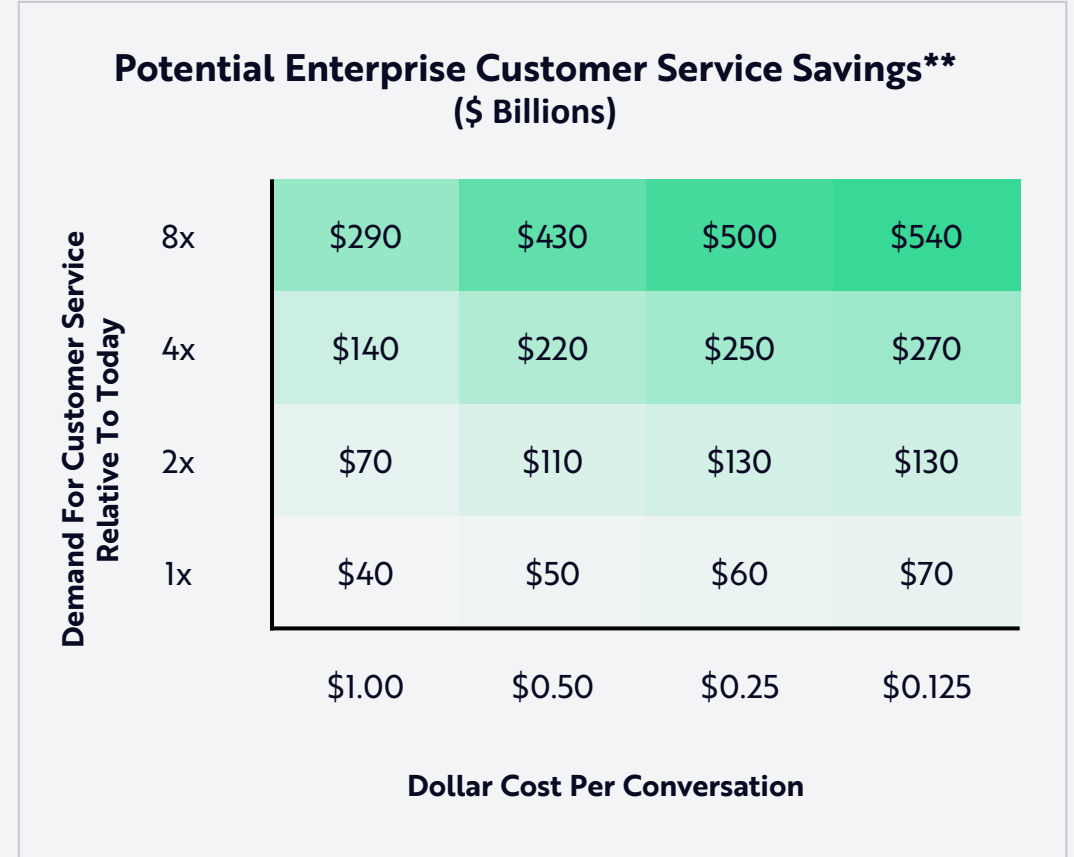 Potential Enterprise Customer Service Savings**
($ Billions)
Demand For Customer Service
Relative To Today
8x $290 $430 $500 $540
4x $140 $220 $250 $270
2x $70 $110 $130 $130
1x $40 $50 $60 $70
$1.00 $0.50 $0.25 $0.125
Dollar Cost Per Conversation